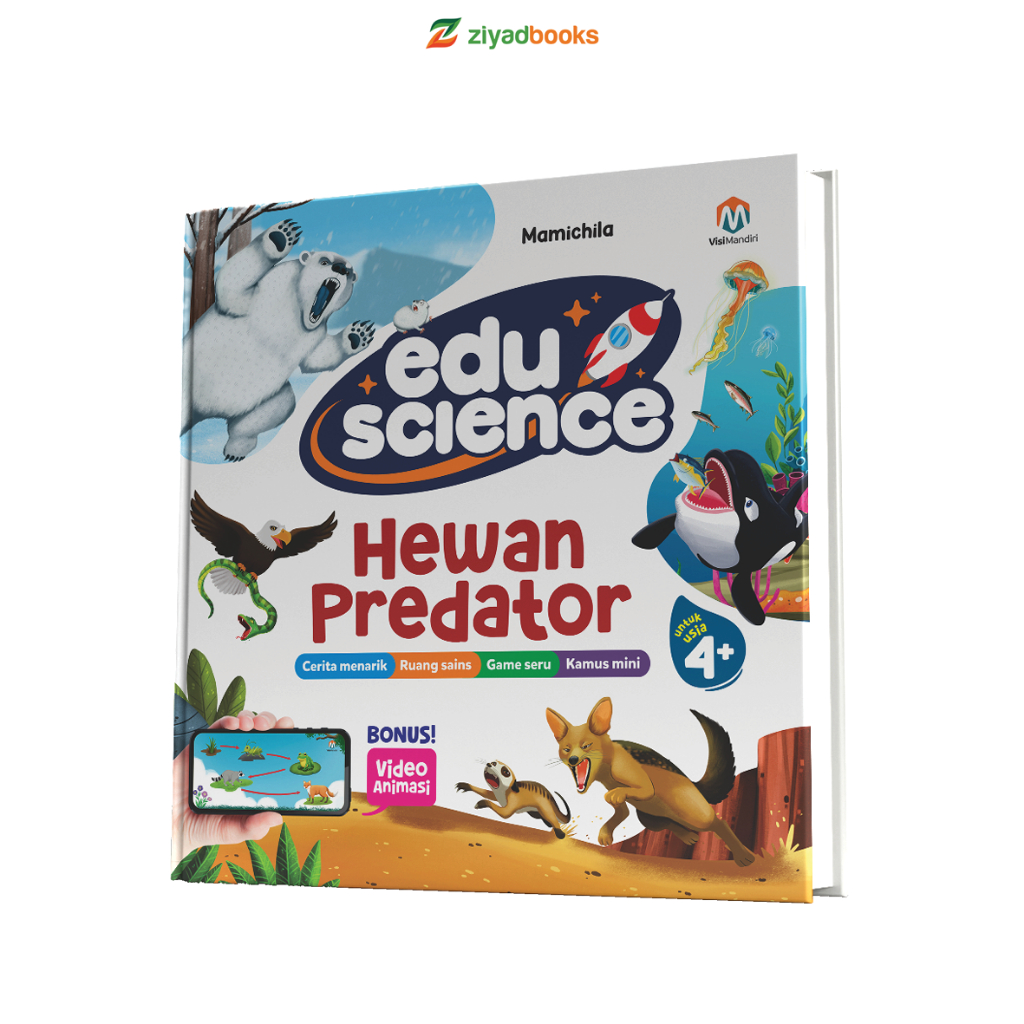 ziyadbooks
Mamichila
VisiMandiri
edu
science
Hewan
Predator
Cerita menarik Ruang sains Game seru Kamus mini
untuk
usia
4+
BONUS!
Video
Animasi